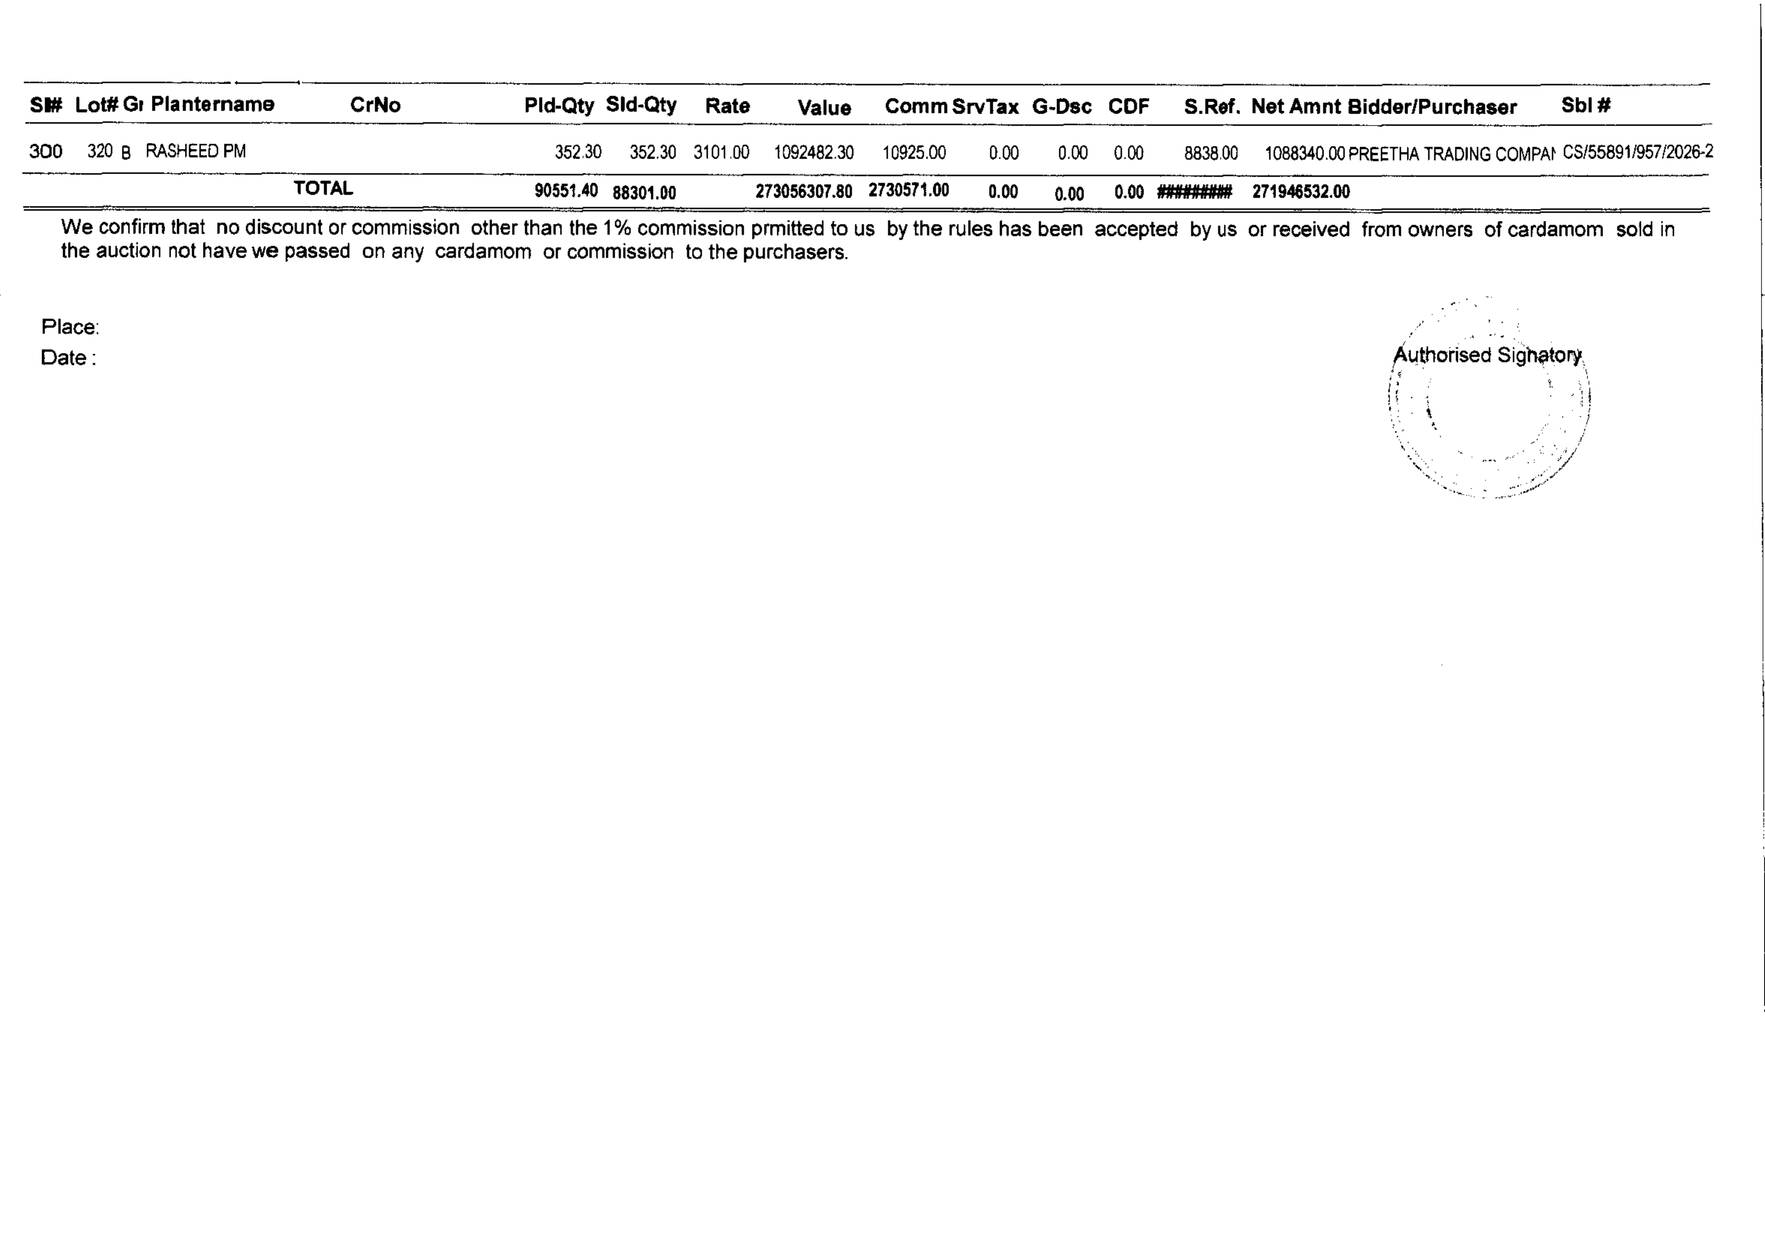 Sl# Lot# Gr Plantername CrNo Pld-Qty Sld-Qty Rate Value Comm SrvTax G-Dsc CDF S.Ref. Net Amnt Bidder/Purchaser Sbl #
300 320 B RASHEED PM 352.30 352.30 3101.00 1092482.30 10925.00 0.00 0.00 0.00 8838.00 1088340.00 PREETHA TRADING COMPAN CS/55891/957/2026-2
TOTAL 90551.40 88301.00 273056307.80 2730571.00 0.00 0.00 0.00 ######### 271946532.00
We confirm that no discount or commission other than the 1% commission prmitted to us by the rules has been accepted by us or received from owners of cardamom sold in
the auction not have we passed on any cardamom or commission to the purchasers.
Place:
Date :
Authorised Signatory